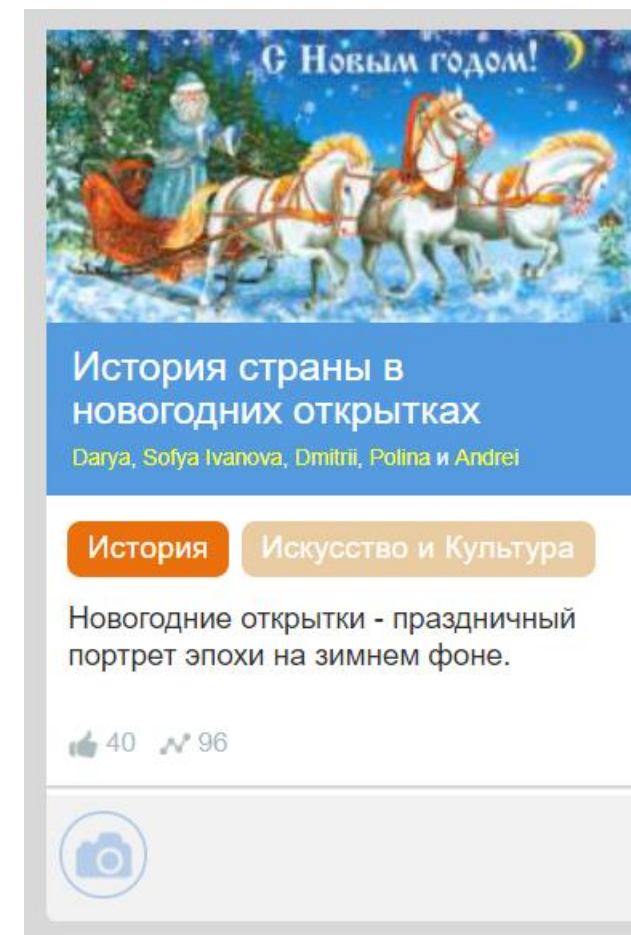 С Новым годом!
История страны в
новогодних открытках
Darya, Sofya Ivanova, Dmitrii, Polina и Andrei
История Искусство и Культура
Новогодние открытки - праздничный
портрет эпохи на зимнем фоне.
40 96